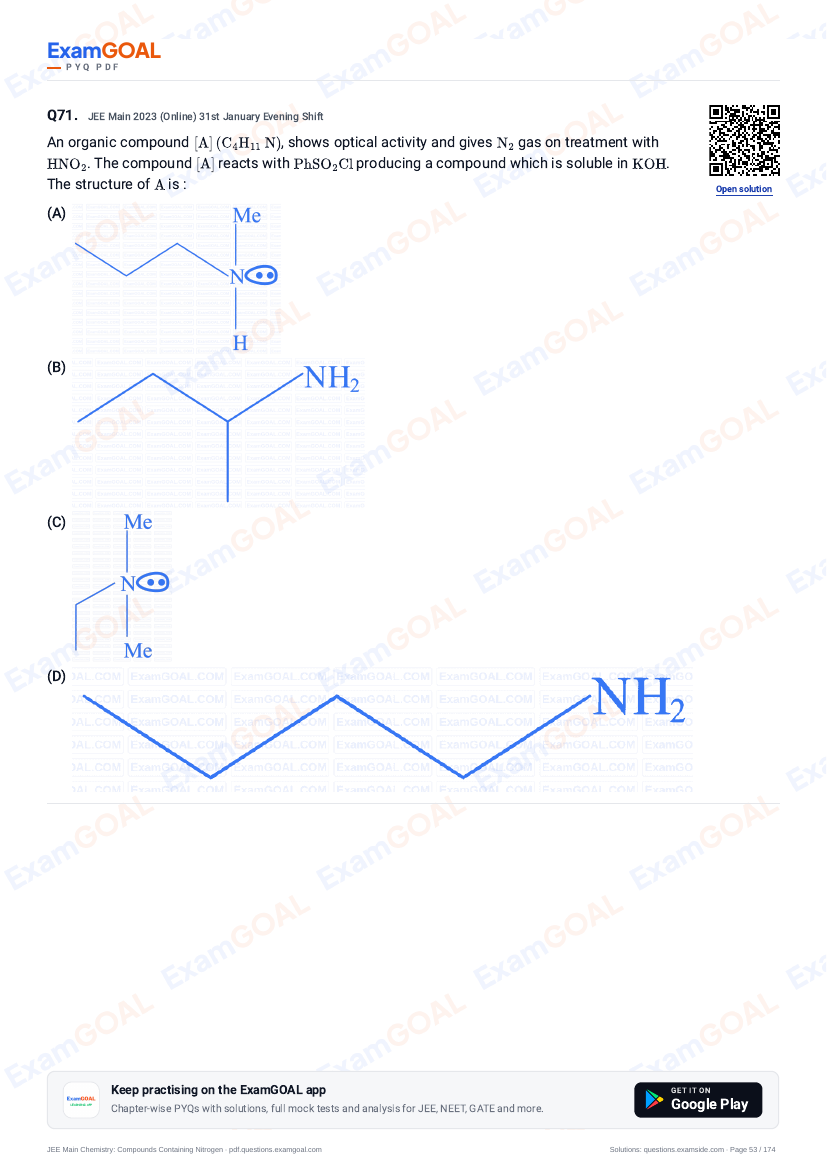 ExamGOAL
PYQ PDF
Q71. JEE Main 2023 (Online) 31st January Evening Shift
An organic compound [A] (C₄H₁₁ N), shows optical activity and gives N₂ gas on treatment with
HNO₂. The compound [A] reacts with PhSO₂Cl producing a compound which is soluble in KOH.
The structure of A is :
Open solution
(A)
Me
N
H
(B)
NH₂
(C)
Me
N
Me
(D)
NH₂
Keep practising on the ExamGOAL app
Chapter-wise PYQs with solutions, full mock tests and analysis for JEE, NEET, GATE and more.
GET IT ON
Google Play
JEE Main Chemistry: Compounds Containing Nitrogen · pdf.questions.examgoal.com
Solutions: questions.examside.com · Page 53 / 174